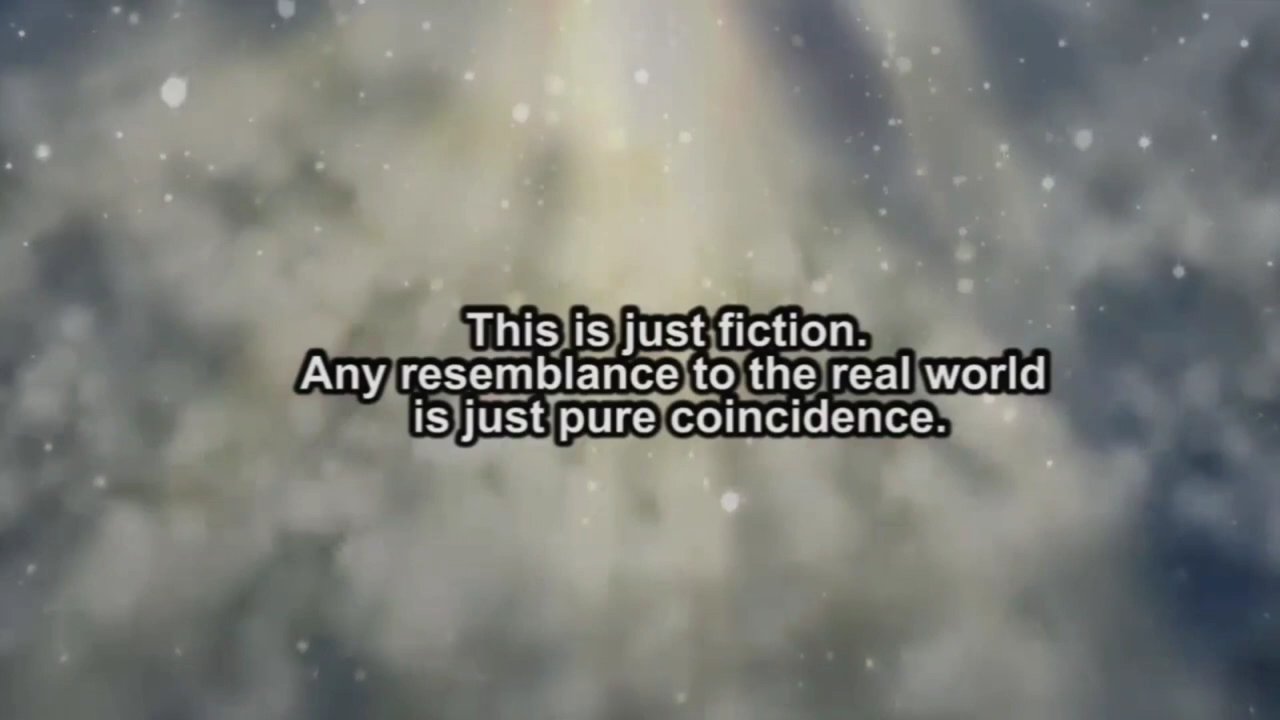 This is just fiction.
Any resemblance to the real world
is just pure coincidence.